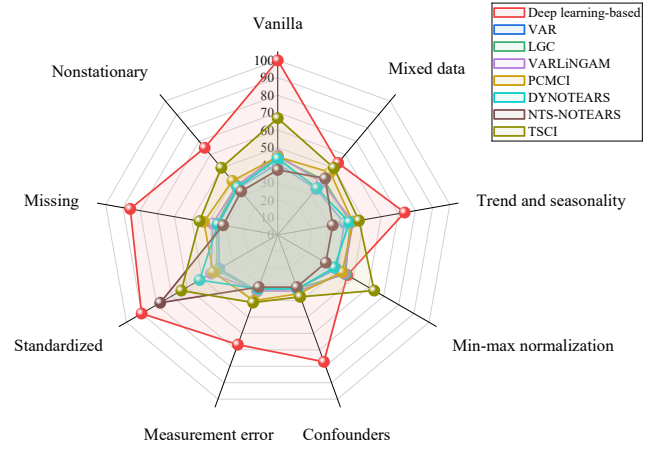 Vanilla
Deep learning-based
VAR
LGC
VARLiNGAM
PCMCI
DYNOTEARS
NTS-NOTEARS
TSCI
Nonstationary
Mixed data
100
90
80
70
60
50
40
30
20
10
0
Missing
Trend and seasonality
Standardized
Min-max normalization
Measurement error
Confounders